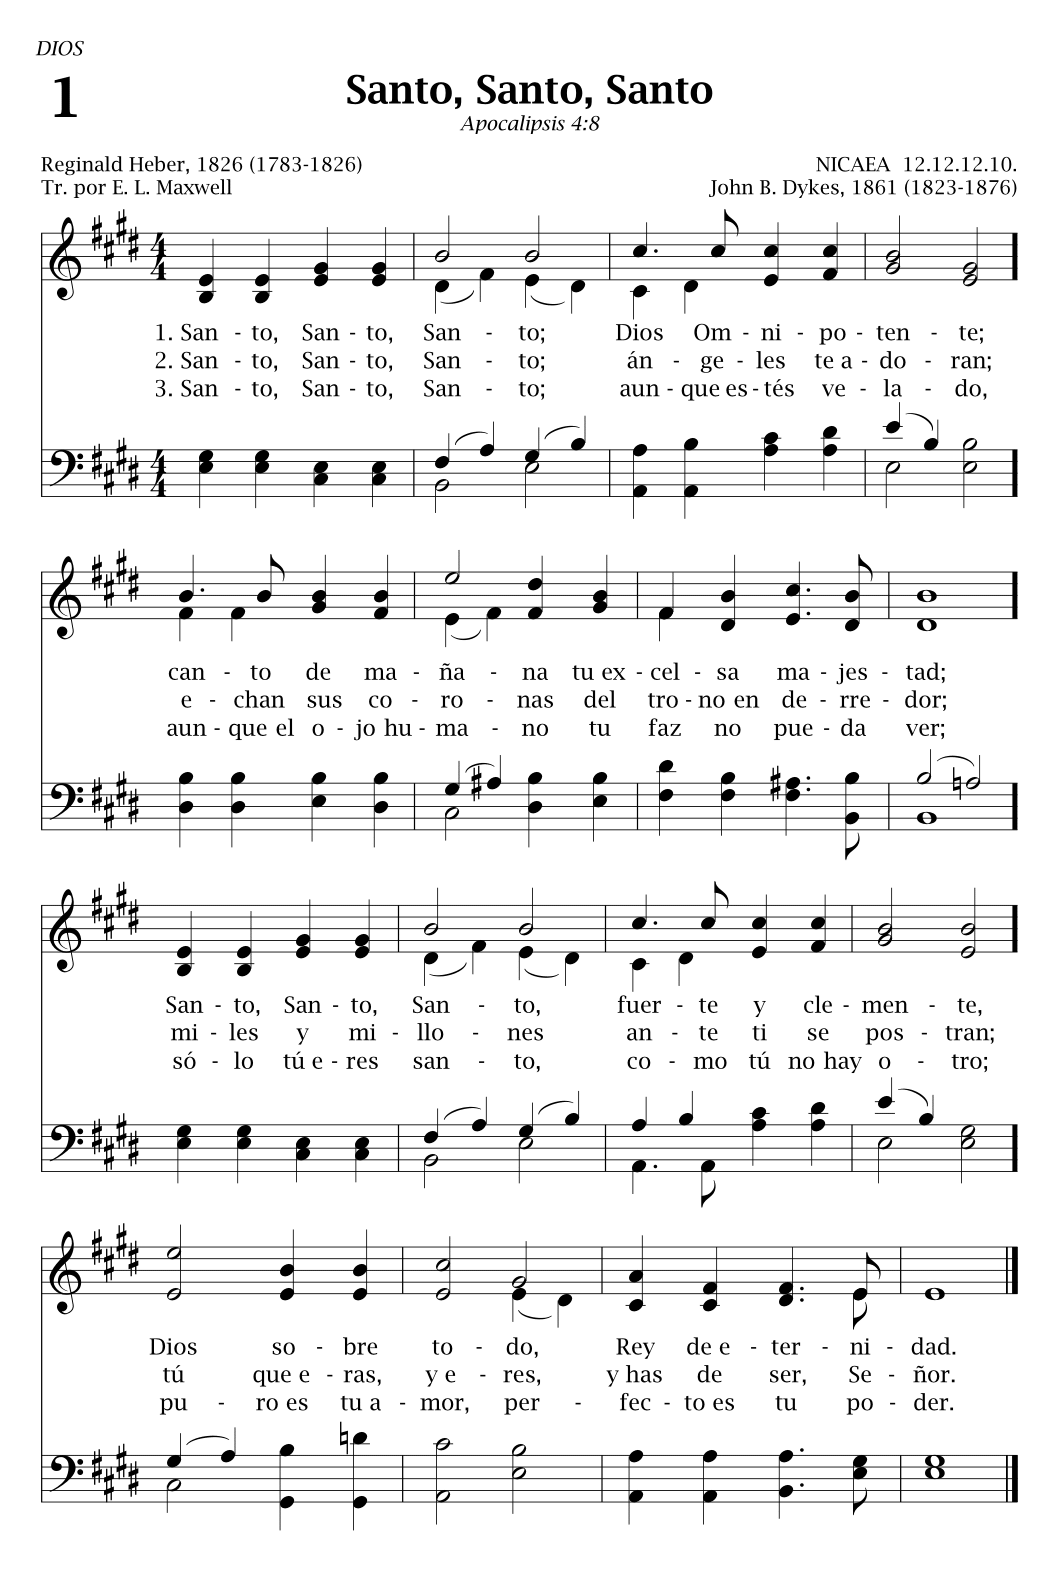 DIOS
1
Santo, Santo, Santo
Apocalipsis 4:8
Reginald Heber, 1826 (1783-1826)
NICAEA 12.12.12.10.
Tr. por E. L. Maxwell
John B. Dykes, 1861 (1823-1876)
1. San - to, San - to, San - to; Dios Om - ni - po - ten - te;
2. San - to, San - to, San - to; án - ge - les te a - do - ran;
3. San - to, San - to, San - to; aun - que es - tés ve - la - do,
can - to de ma - ña - na tu ex - cel - sa ma - jes - tad;
e - chan sus co - ro - nas del tro - no en de - rre - dor;
aun - que el o - jo hu - ma - no tu faz no pue - da ver;
San - to, San - to, San - to, fuer - te y cle - men - te,
mi - les y mi - llo - nes an - te ti se pos - tran;
só - lo tú e - res san - to, co - mo tú no hay o - tro;
Dios so - bre to - do, Rey de e - ter - ni - dad.
tú que e - ras, y e - res, y has de ser, Se - ñor.
pu - ro es tu a - mor, per - fec - to es tu po - der.